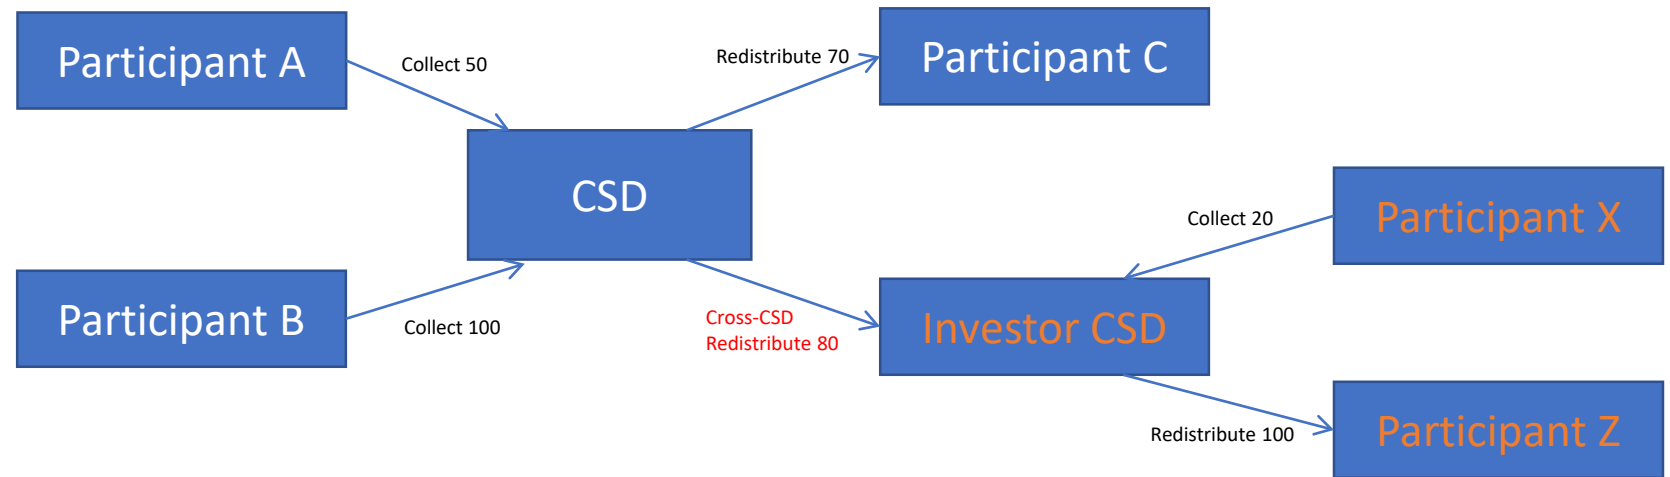 Participant A
Collect 50
Redistribute 70
Participant C
CSD
Participant B
Collect 100
Cross-CSD
Redistribute 80
Investor CSD
Collect 20
Participant X
Redistribute 100
Participant Z